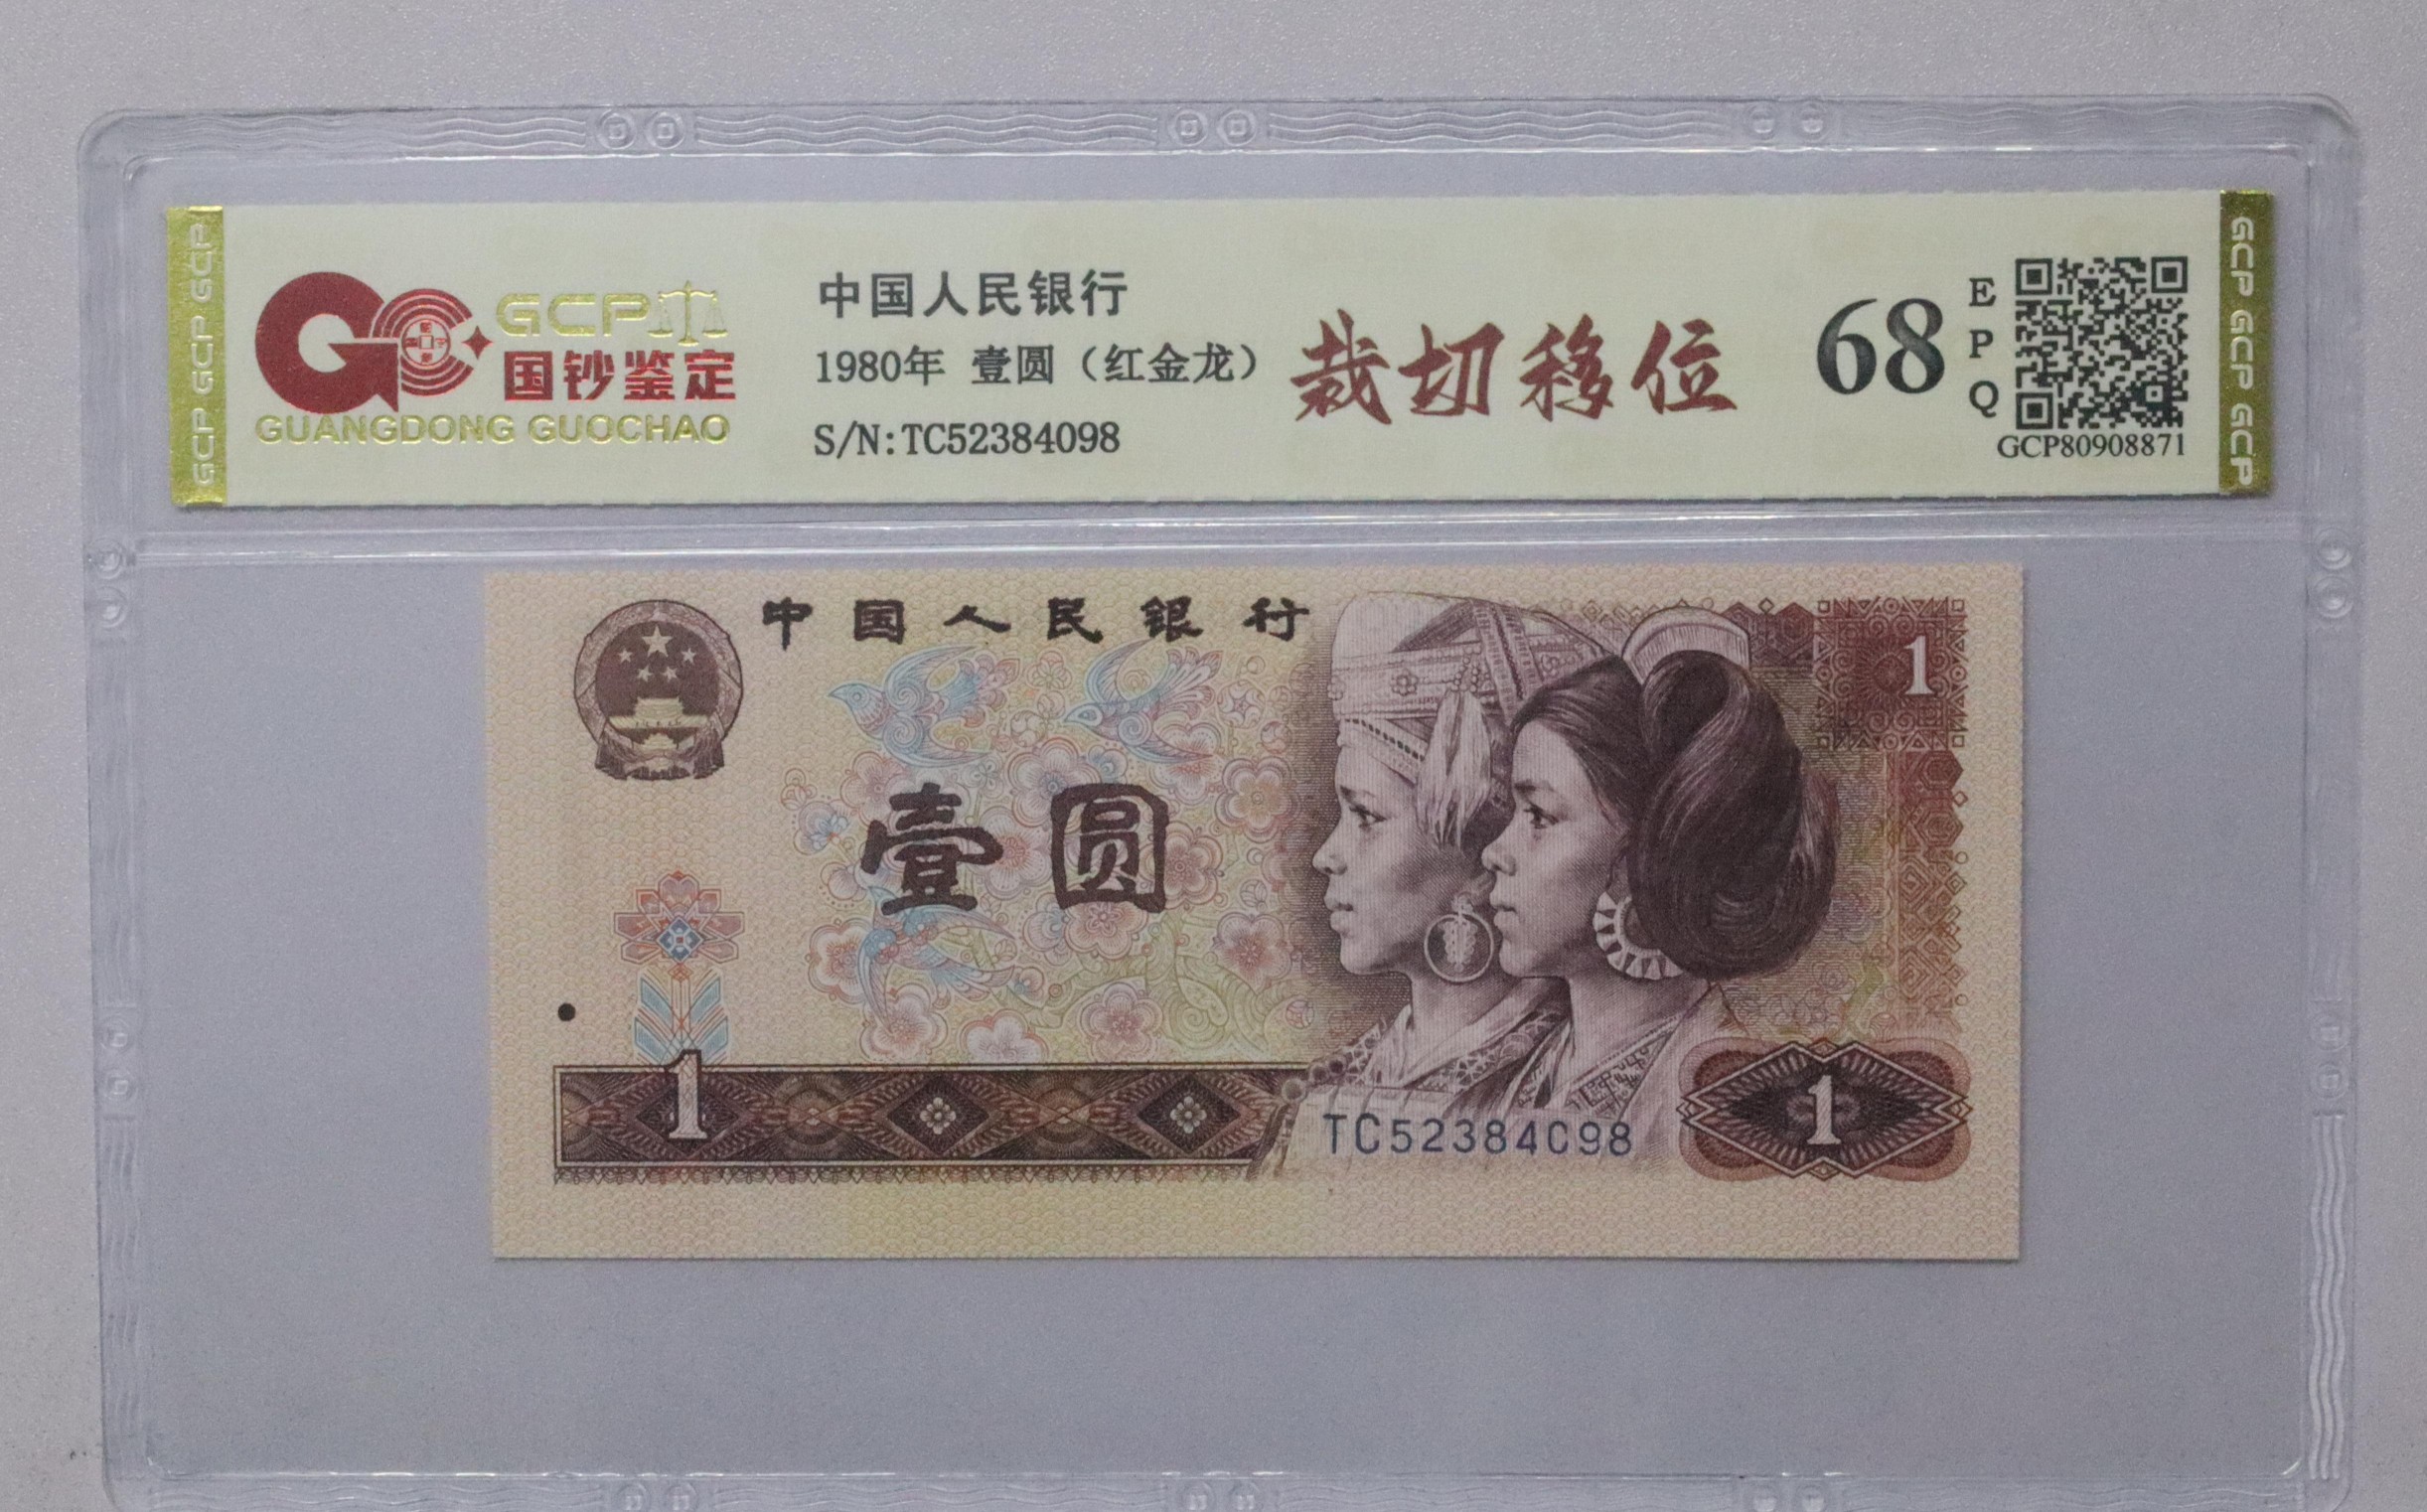 GCP GCP GCP
GCP
国钞鉴定
GUANGDONG GUOCHAO
中国人民银行
1980年 壹圆（红金龙）
S/N:TC52384098
裁切移位
68
E
P
Q
GCP80908871
GCP GCP GCP GCP
中国人民银行
1
壹圆
1
TC52384098
1